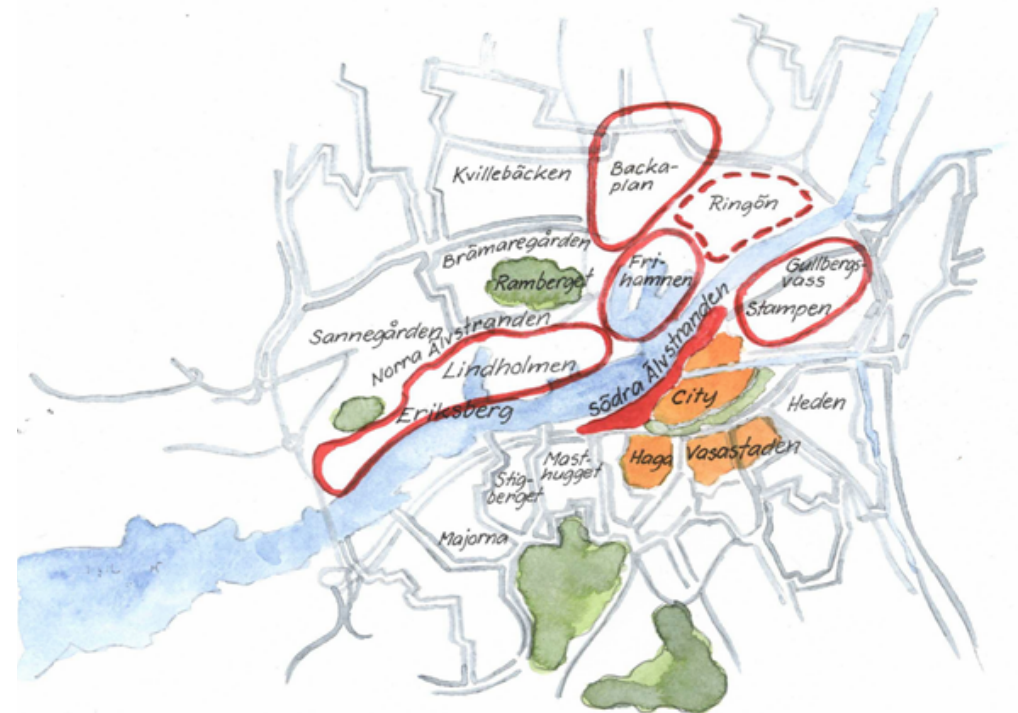 Backa-
plan
Kvillebäcken
Ringön
Brämaregården
Fri-
hamnen
Gullbergs-
vass
Ramberget
Stampen
Sannegården
Norra Älvstranden
södra Älvstranden
Lindholmen
City
Heden
Eriksberg
Haga
Vasastaden
Mast-
hugget
Stig-
berget
Majorna